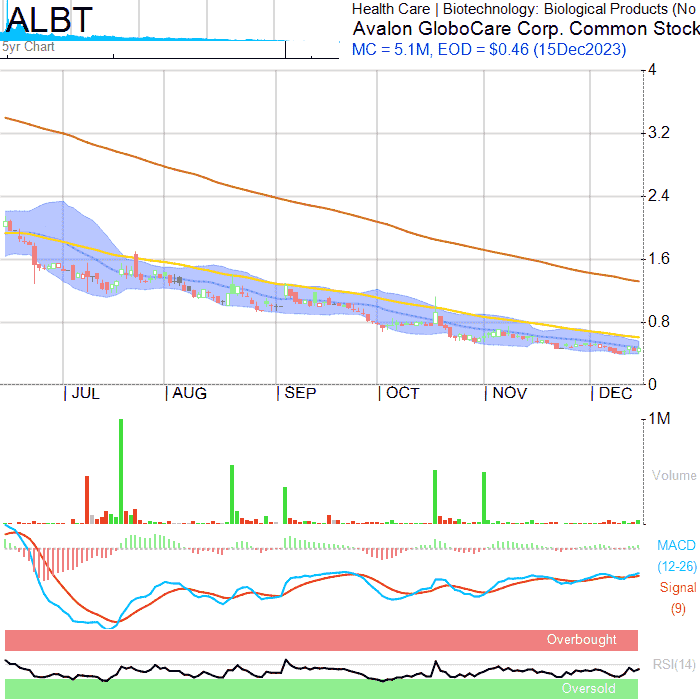 ALBT
5yr Chart
Health Care | Biotechnology: Biological Products (No
Avalon GloboCare Corp. Common Stock
MC = 5.1M, EOD = $0.46 (15Dec2023)
4
3.2
2.4
1.6
0.8
0
| JUL | AUG | SEP | OCT | NOV | DEC
1M
Volume
MACD
(12-26)
Signal
(9)
Overbought
RSI(14)
Oversold